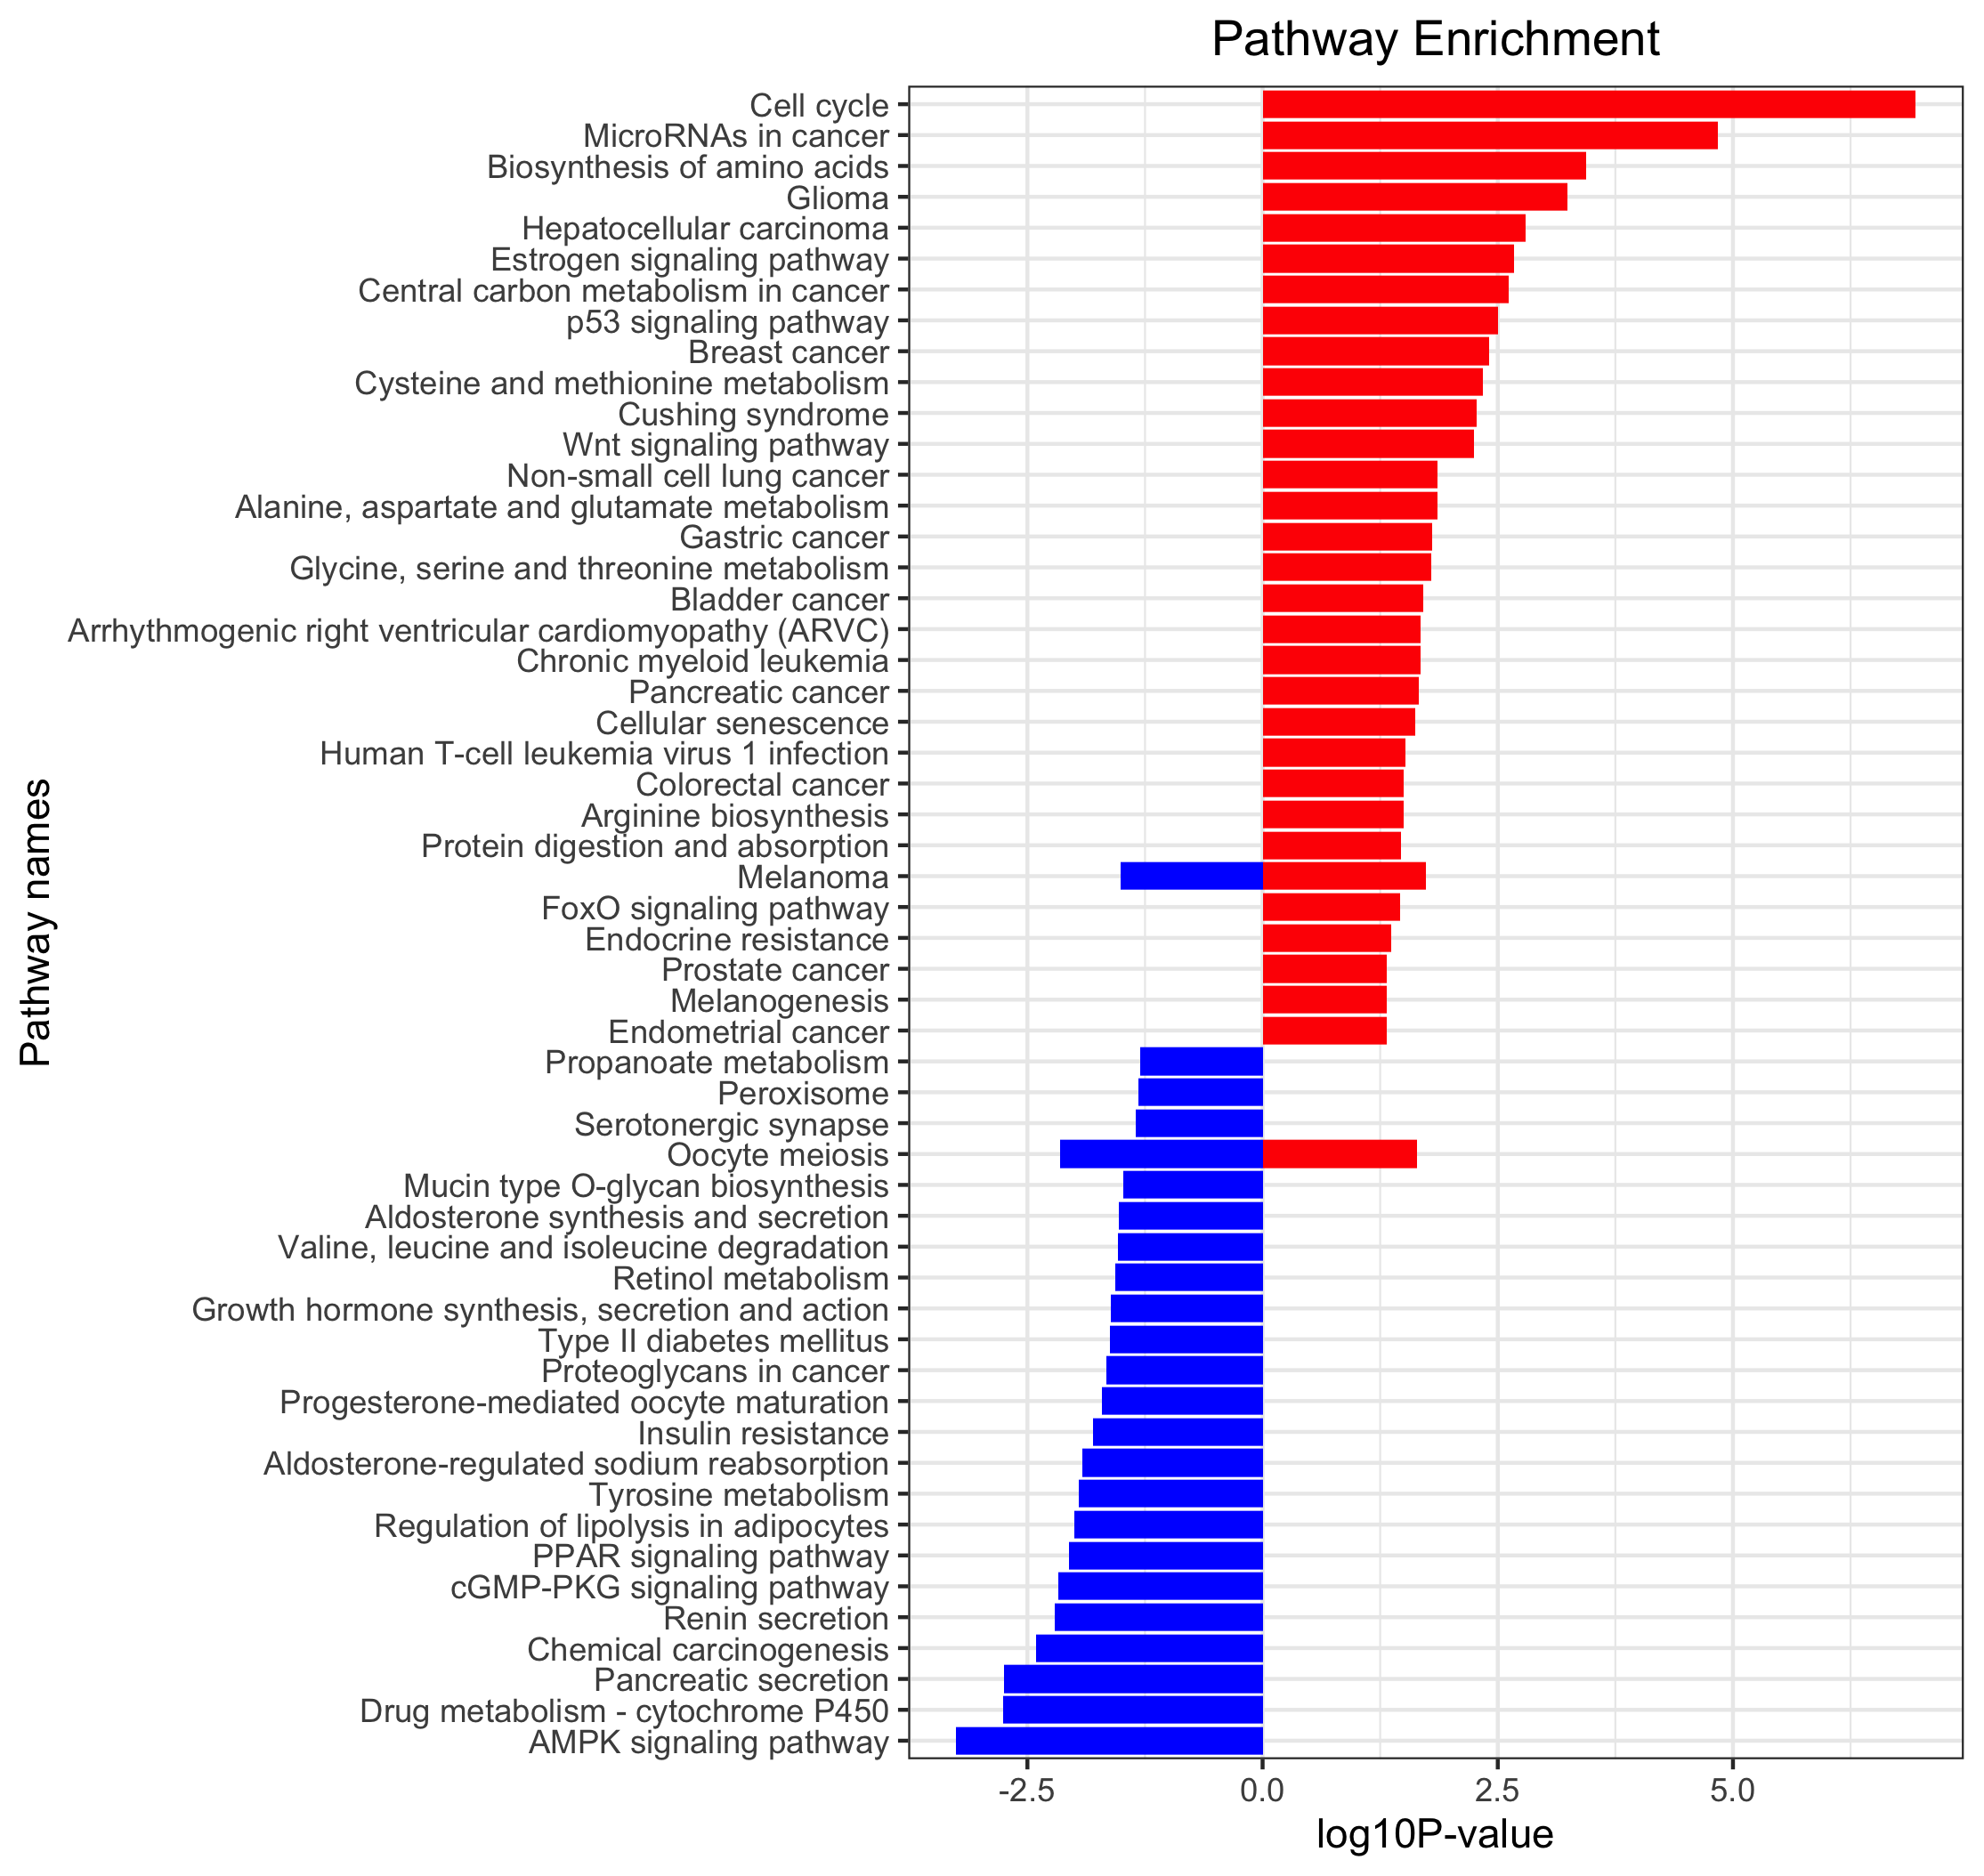 Pathway Enrichment
Cell cycle
MicroRNAs in cancer
Biosynthesis of amino acids
Glioma
Hepatocellular carcinoma
Estrogen signaling pathway
Central carbon metabolism in cancer
p53 signaling pathway
Breast cancer
Cysteine and methionine metabolism
Cushing syndrome
Wnt signaling pathway
Non-small cell lung cancer
Alanine, aspartate and glutamate metabolism
Gastric cancer
Glycine, serine and threonine metabolism
Bladder cancer
Arrhythmogenic right ventricular cardiomyopathy (ARVC)
Chronic myeloid leukemia
Pancreatic cancer
Cellular senescence
Human T-cell leukemia virus 1 infection
Colorectal cancer
Arginine biosynthesis
Protein digestion and absorption
Melanoma
FoxO signaling pathway
Endocrine resistance
Prostate cancer
Melanogenesis
Endometrial cancer
Propanoate metabolism
Peroxisome
Serotonergic synapse
Oocyte meiosis
Mucin type O-glycan biosynthesis
Aldosterone synthesis and secretion
Valine, leucine and isoleucine degradation
Retinol metabolism
Growth hormone synthesis, secretion and action
Type II diabetes mellitus
Proteoglycans in cancer
Progesterone-mediated oocyte maturation
Insulin resistance
Aldosterone-regulated sodium reabsorption
Tyrosine metabolism
Regulation of lipolysis in adipocytes
PPAR signaling pathway
cGMP-PKG signaling pathway
Renin secretion
Chemical carcinogenesis
Pancreatic secretion
Drug metabolism - cytochrome P450
AMPK signaling pathway
Pathway names
-2.5 0.0 2.5 5.0
log10P-value